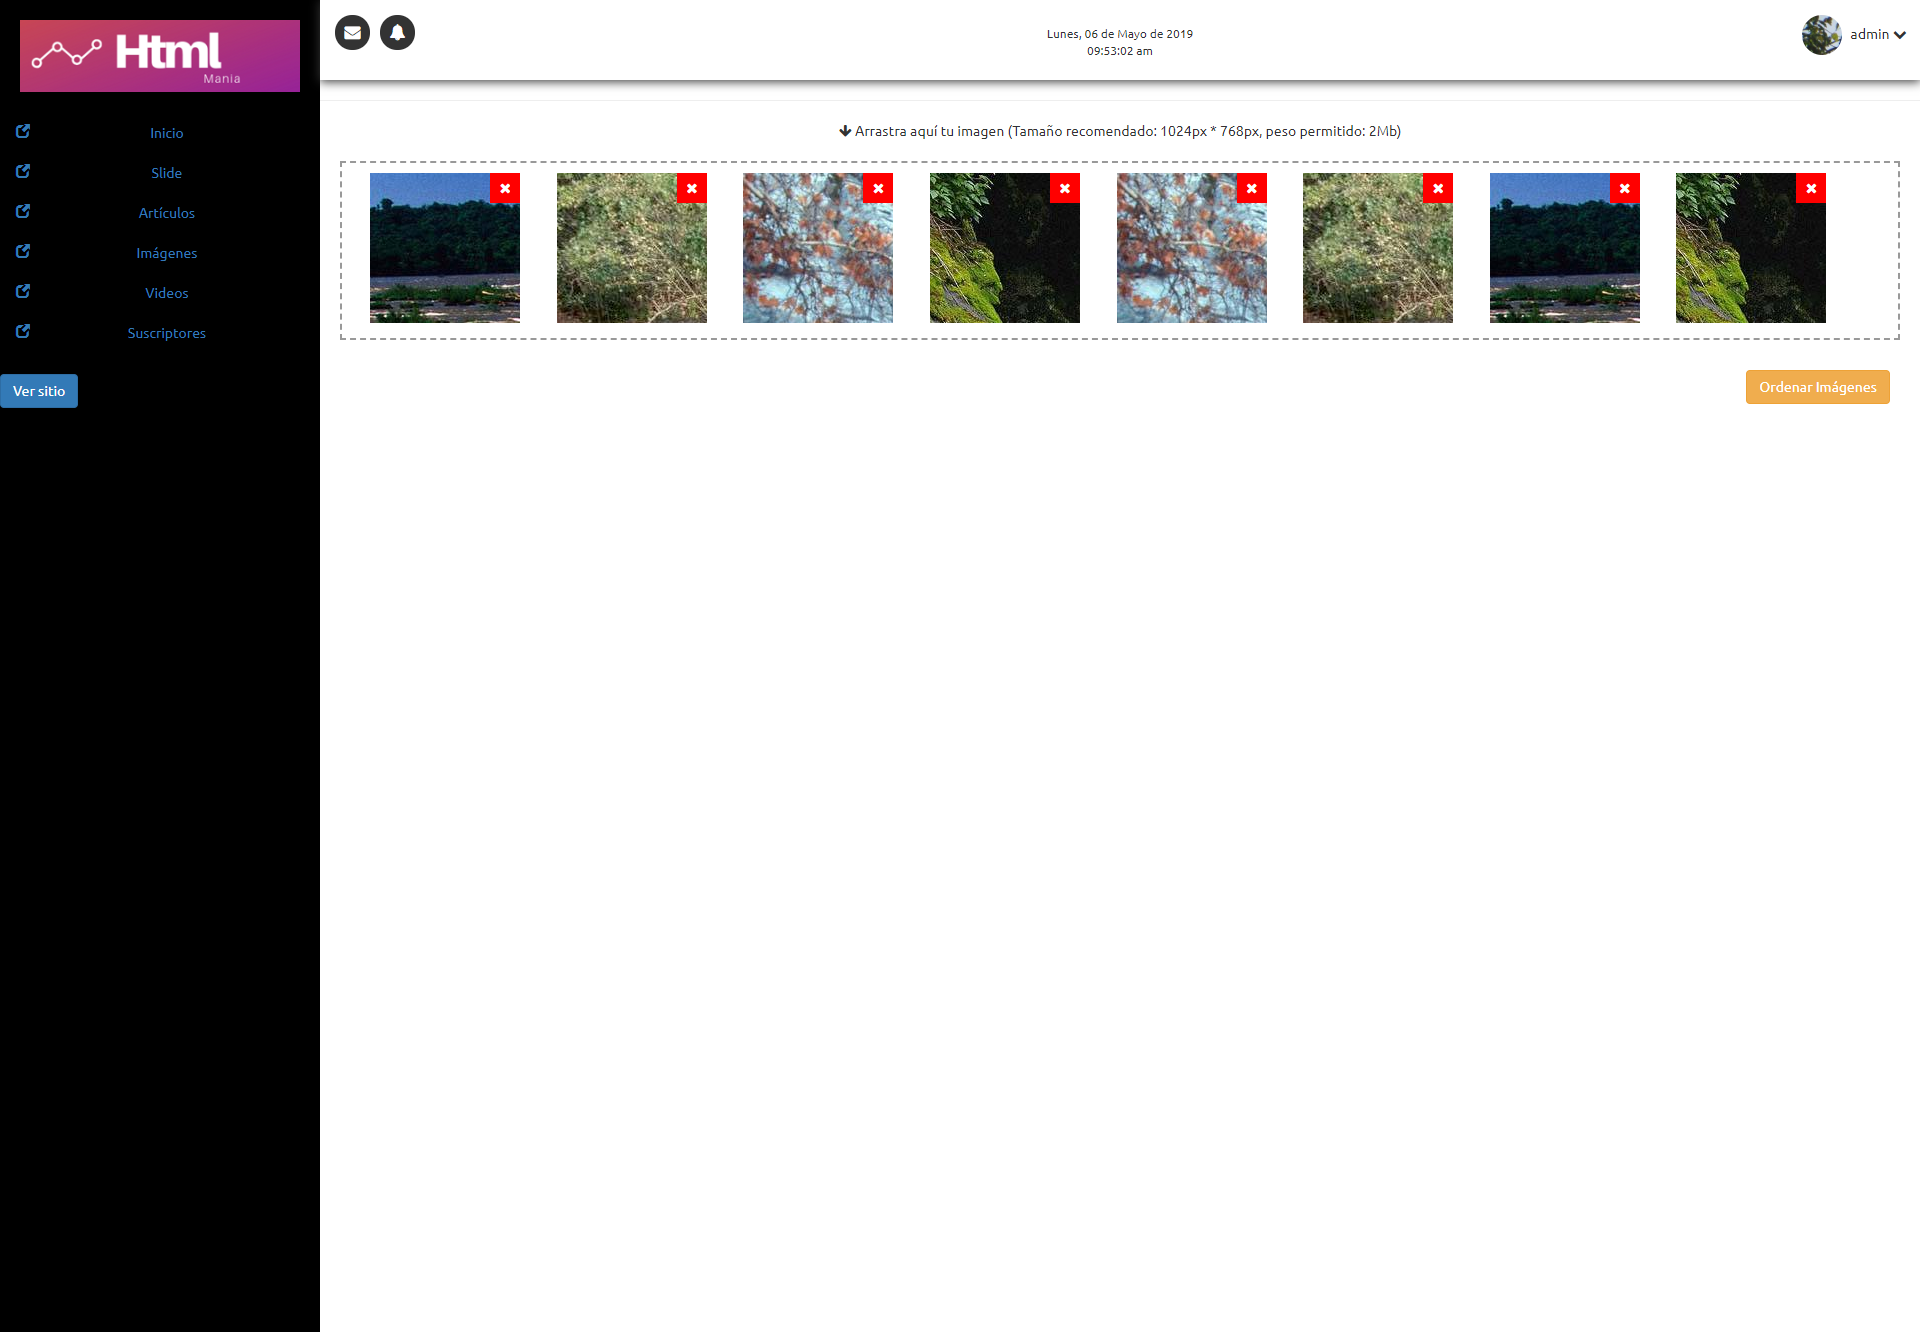 Html
Mania
Inicio
Slide
Artículos
Imágenes
Videos
Suscriptores
Ver sitio
Lunes, 06 de Mayo de 2019
09:53:02 am
admin
Arrastra aquí tu imagen (Tamaño recomendado: 1024px * 768px, peso permitido: 2Mb)
Ordenar Imágenes